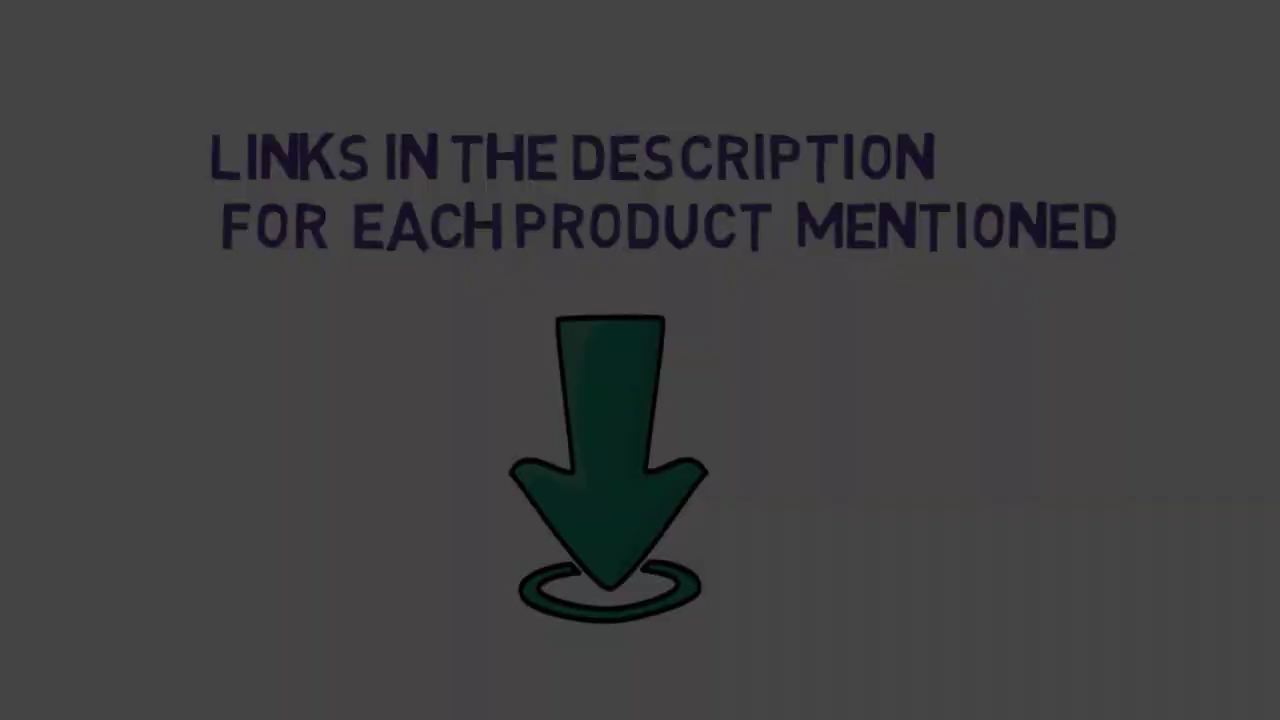 LINKS IN THE DESCRIPTION
FOR EACH PRODUCT MENTIONED